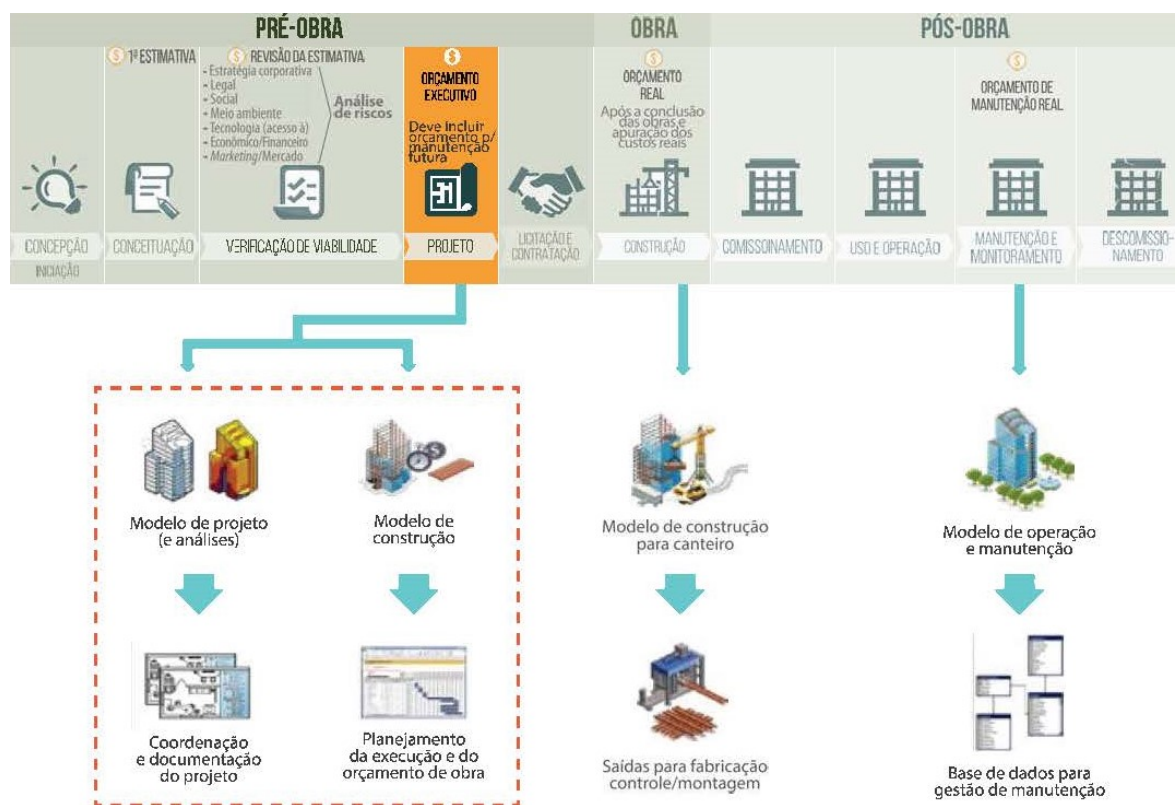 PRÉ-OBRA
OBRA
PÓS-OBRA
1ª ESTIMATIVA
REVISÃO DA ESTIMATIVA
• Estratégia corporativa
• Legal
• Social
• Meio ambiente
• Tecnologia (acesso à)
• Econômico/Financeiro
• Marketing/Mercado
Análise
de riscos
ORÇAMENTO
EXECUTIVO
Deve incluir
orçamento p/
manutenção
futura
ORÇAMENTO
REAL
Após a conclusão
das obras e
apuração dos
custos reais
ORÇAMENTO DE
MANUTENÇÃO REAL
CONCEPÇÃO
INICIAÇÃO
CONCEITUAÇÃO
VERIFICAÇÃO DE VIABILIDADE
PROJETO
LICITAÇÃO E
CONTRATAÇÃO
CONSTRUÇÃO
COMISSOINAMENTO
USO E OPERAÇÃO
MANUTENÇÃO E
MONITORAMENTO
DESCOMISSIO-
NAMENTO
Modelo de projeto
(e análises)
Modelo de
construção
Modelo de construção
para canteiro
Modelo de operação
e manutenção
Coordenação
e documentação
do projeto
Planejamento
da execução e do
orçamento de obra
Saídas para fabricação
controle/montagem
Base de dados para
gestão de manutenção